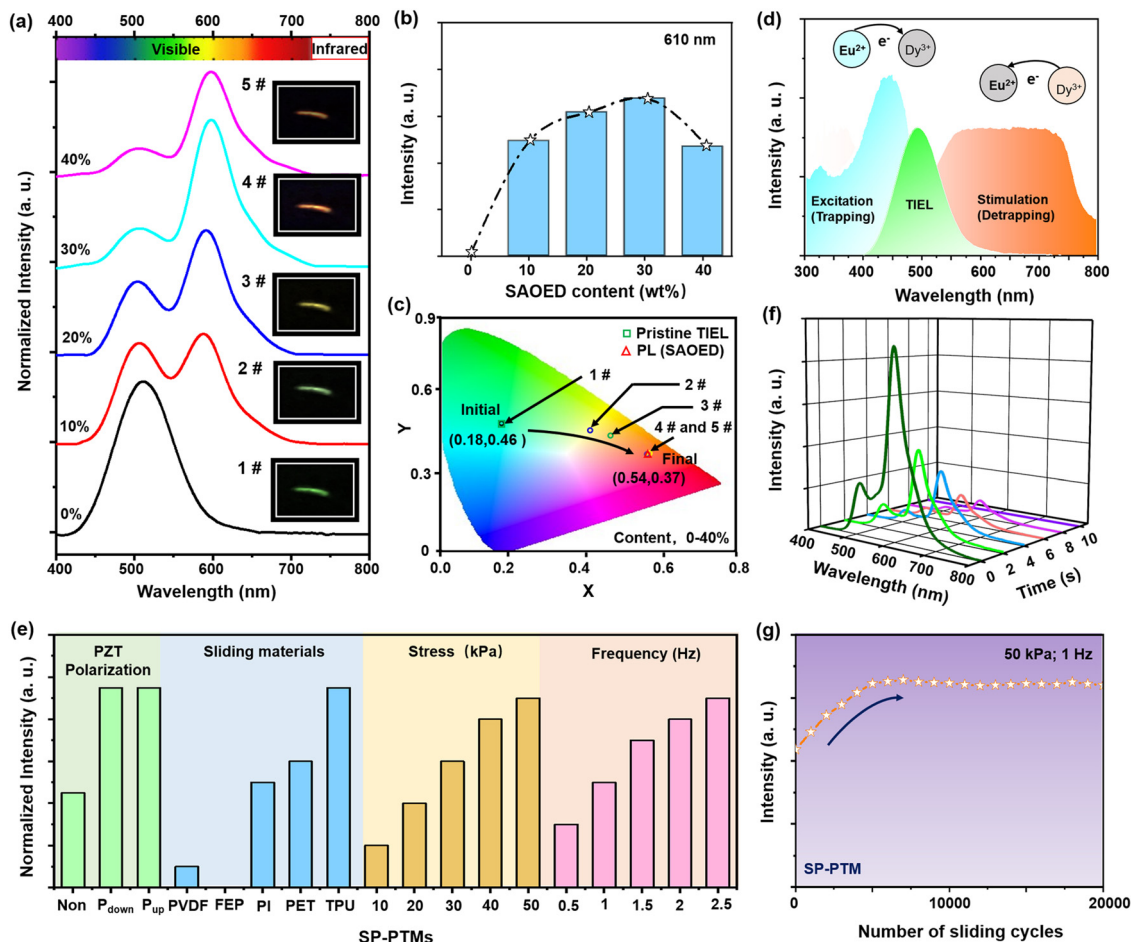 (a)
400 500 600 700 800
Visible
Infrared
5 #
40%
4 #
30%
3 #
20%
2 #
10%
1 #
0%
Normalized Intensity (a. u.)
400 500 600 700 800
Wavelength (nm)
(b)
610 nm
Intensity (a. u.)
0 10 20 30 40
SAOED content (wt%)
(c)
0.9
0.6
0.3
0
Y
Pristine TIEL
PL (SAOED)
1 #
2 #
3 #
4 # and 5 #
Initial
(0.18,0.46 )
Final
(0.54,0.37)
Content, 0-40%
0.2 0.4 0.6 0.8
X
(d)
Eu²⁺ e⁻ Dy³⁺
Eu²⁺ e⁻ Dy³⁺
Intensity (a. u.)
Excitation
(Trapping)
TIEL
Stimulation
(Detrapping)
300 400 500 600 700 800
Wavelength (nm)
(f)
Intensity (a. u.)
400 500 600 700 800
Wavelength (nm)
0 2 4 6 8 10
Time (s)
(e)
PZT
Polarization
Sliding materials
Stress (kPa)
Frequency (Hz)
Normalized Intensity (a. u.)
Non Pdown Pup PVDF FEP PI PET TPU 10 20 30 40 50 0.5 1 1.5 2 2.5
SP-PTMs
(g)
50 kPa; 1 Hz
Intensity (a. u.)
SP-PTM
0 10000 20000
Number of sliding cycles